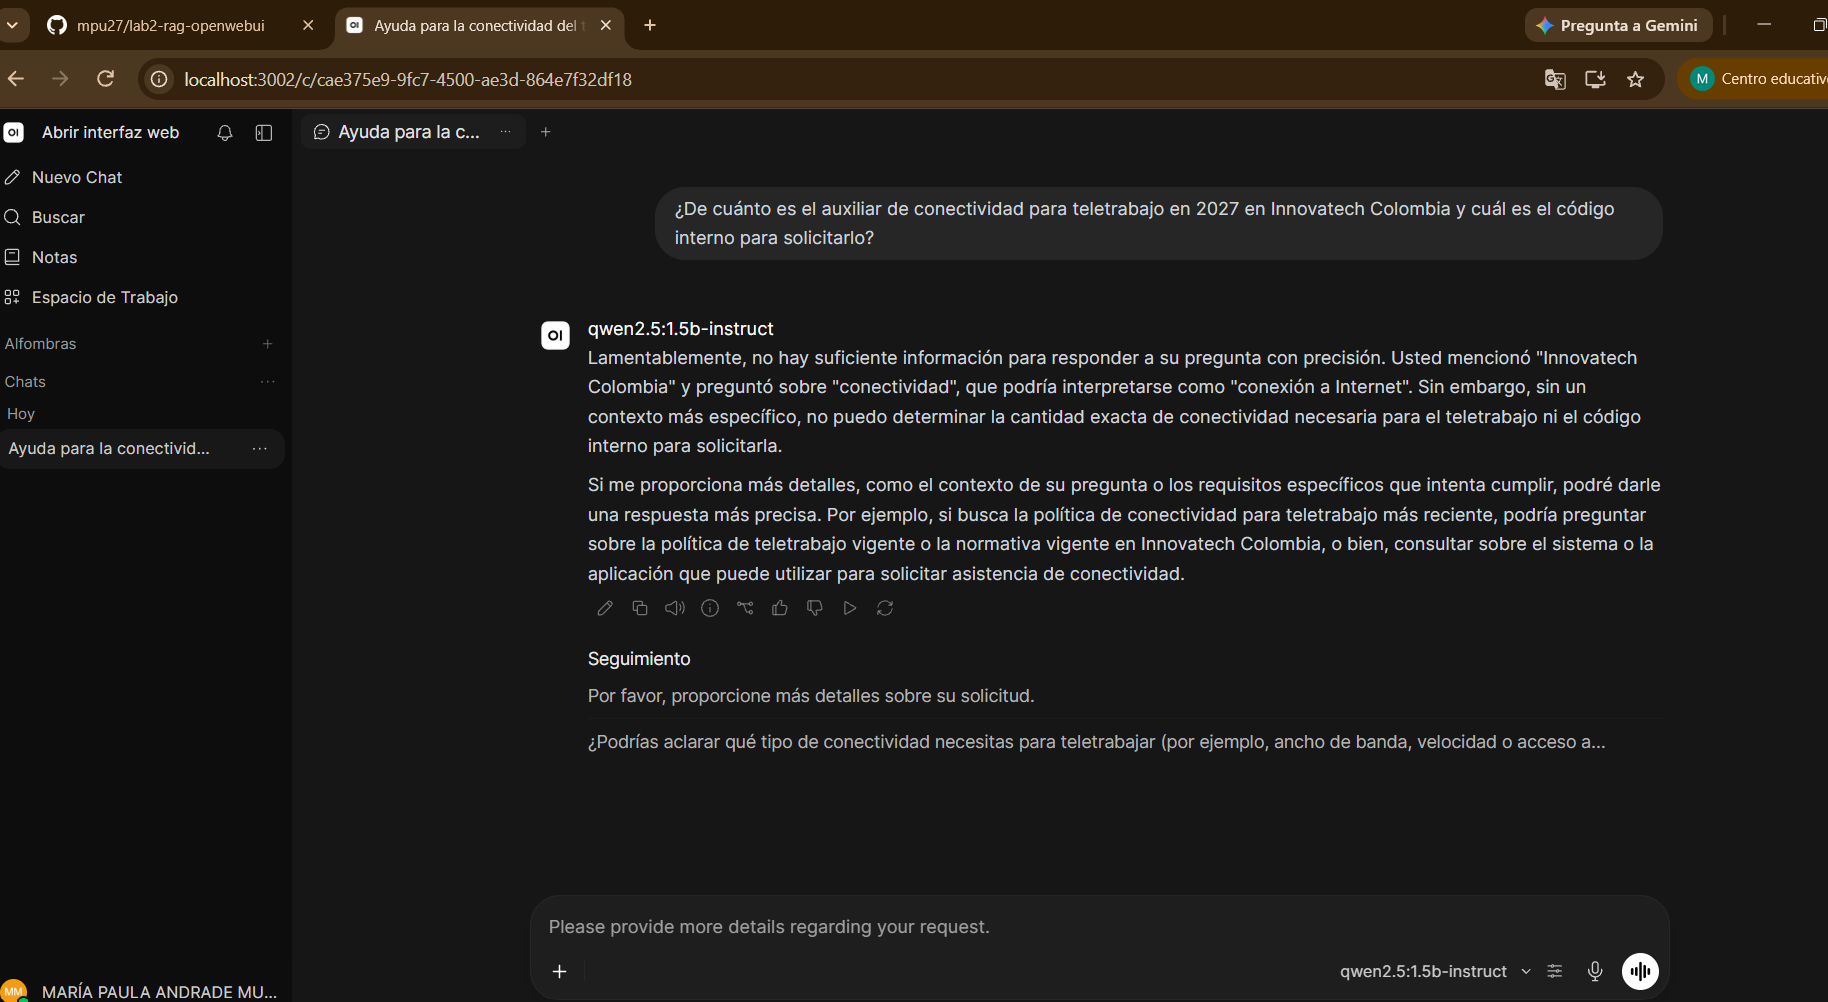 mpu27/lab2-rag-openwebui
Ayuda para la conectividad del
Pregunta a Gemini
localhost:3002/c/cae375e9-9fc7-4500-ae3d-864e7f32df18
M
Centro educativo
OI Abrir interfaz web
Nuevo Chat
Buscar
Notas
Espacio de Trabajo
Alfombras
Chats
Hoy
Ayuda para la conectivid...
MM MARÍA PAULA ANDRADE MU...
Ayuda para la c...
¿De cuánto es el auxiliar de conectividad para teletrabajo en 2027 en Innovatech Colombia y cuál es el código
interno para solicitarlo?
OI
qwen2.5:1.5b-instruct
Lamentablemente, no hay suficiente información para responder a su pregunta con precisión. Usted mencionó "Innovatech
Colombia" y preguntó sobre "conectividad", que podría interpretarse como "conexión a Internet". Sin embargo, sin un
contexto más específico, no puedo determinar la cantidad exacta de conectividad necesaria para el teletrabajo ni el código
interno para solicitarla.
Si me proporciona más detalles, como el contexto de su pregunta o los requisitos específicos que intenta cumplir, podré darle
una respuesta más precisa. Por ejemplo, si busca la política de conectividad para teletrabajo más reciente, podría preguntar
sobre la política de teletrabajo vigente o la normativa vigente en Innovatech Colombia, o bien, consultar sobre el sistema o la
aplicación que puede utilizar para solicitar asistencia de conectividad.
Seguimiento
Por favor, proporcione más detalles sobre su solicitud.
¿Podrías aclarar qué tipo de conectividad necesitas para teletrabajar (por ejemplo, ancho de banda, velocidad o acceso a...
Please provide more details regarding your request.
qwen2.5:1.5b-instruct